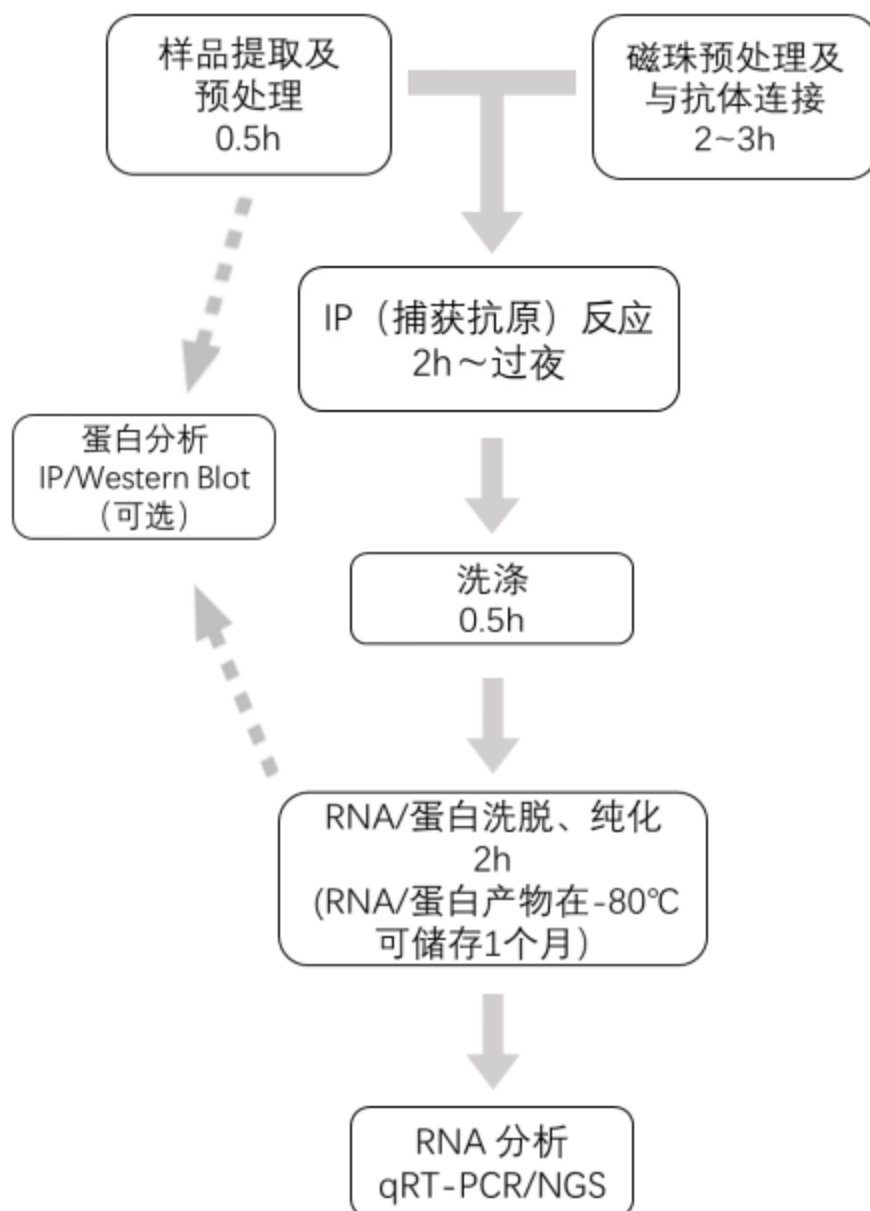 样品提取及
预处理
0.5h
磁珠预处理及
与抗体连接
2~3h
IP（捕获抗原）反应
2h～过夜
蛋白分析
IP/Western Blot
（可选）
洗涤
0.5h
RNA/蛋白洗脱、纯化
2h
(RNA/蛋白产物在-80℃
可储存1个月）
RNA 分析
qRT-PCR/NGS